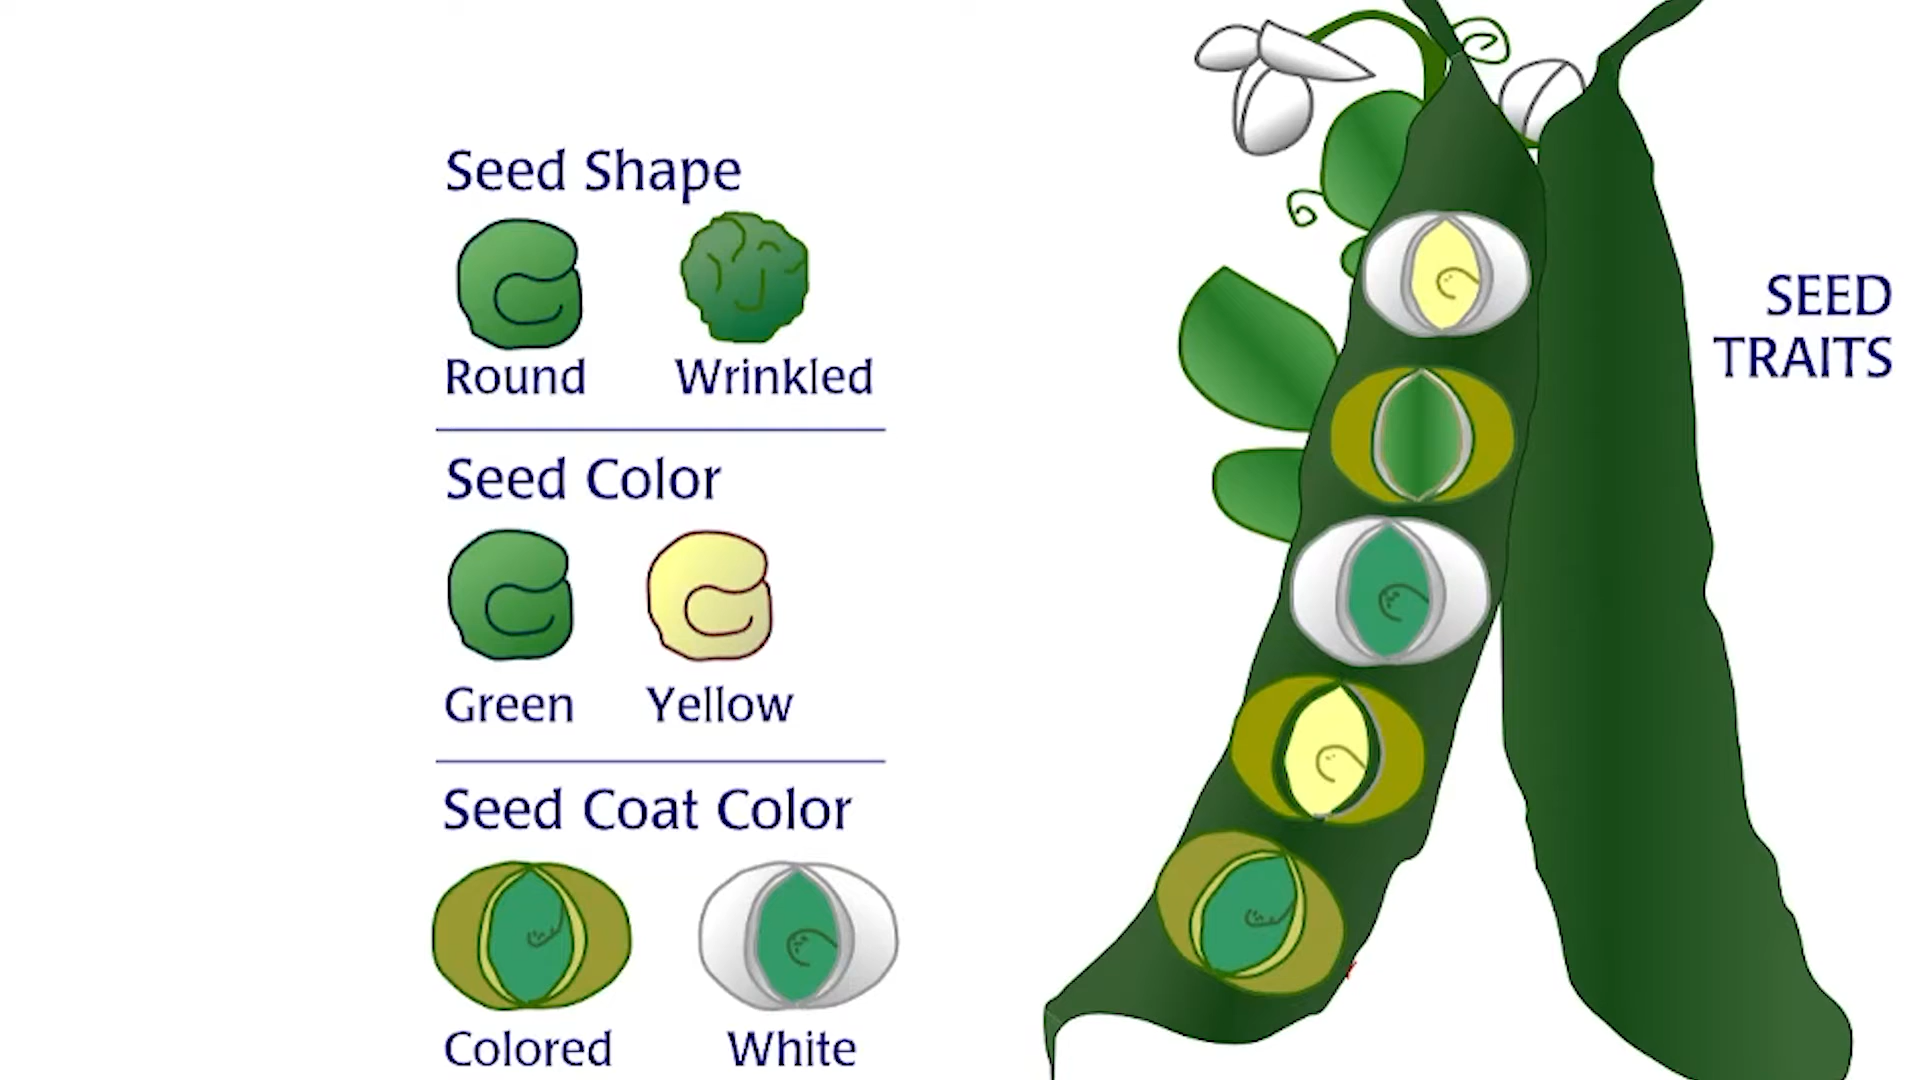 Seed Shape
Round
Wrinkled
Seed Color
Green
Yellow
Seed Coat Color
Colored
White
SEED
TRAITS